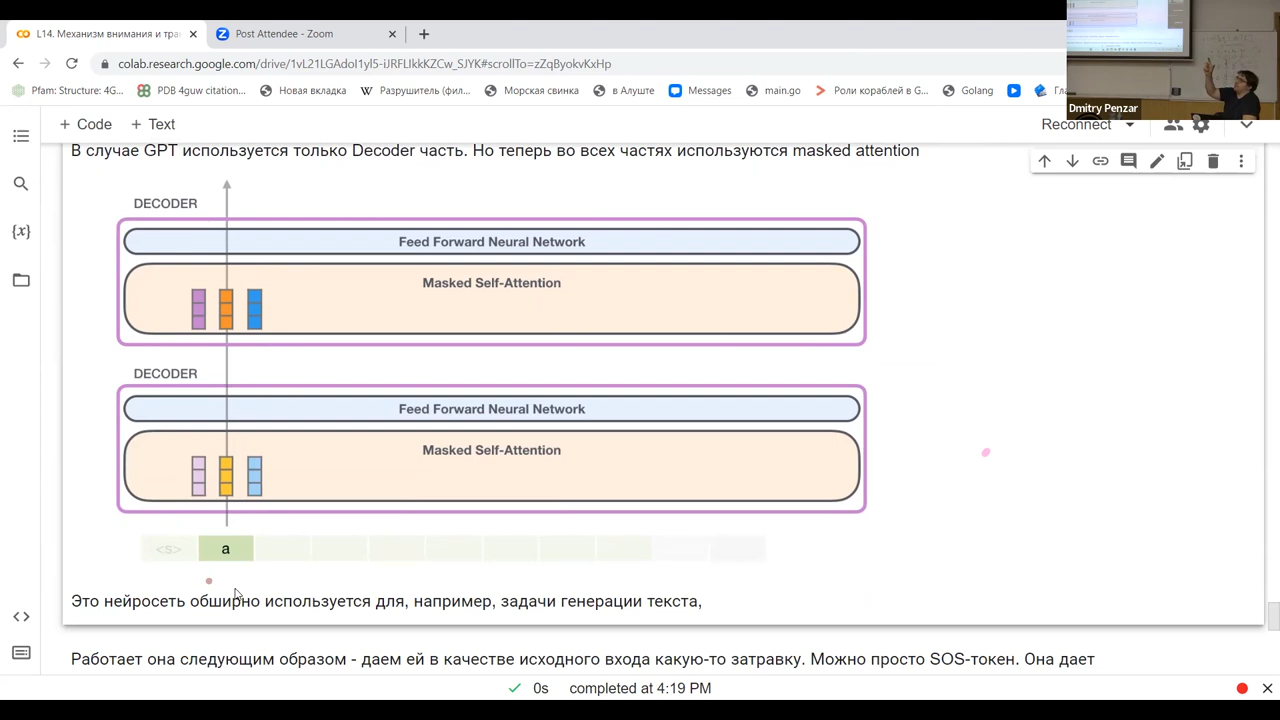 L14. Механизм внимания и тра
Post Attendee - Zoom
colab.research.google.com/drive/
Pfam: Structure: 4G...
PDB 4guw citation...
Новая вкладка
Разрушитель (фил...
Морская свинка
в Алуште
Messages
main.go
Роли кораблей в G...
Golang
Dmitry Penzar
+ Code + Text
Reconnect
В случае GPT используется только Decoder часть. Но теперь во всех частях используются masked attention
DECODER
Feed Forward Neural Network
Masked Self-Attention
DECODER
Feed Forward Neural Network
Masked Self-Attention
<s> a
Это нейросеть обширно используется для, например, задачи генерации текста,
Работает она следующим образом - даем ей в качестве исходного входа какую-то затравку. Можно просто SOS-токен. Она дает
0s completed at 4:19 PM